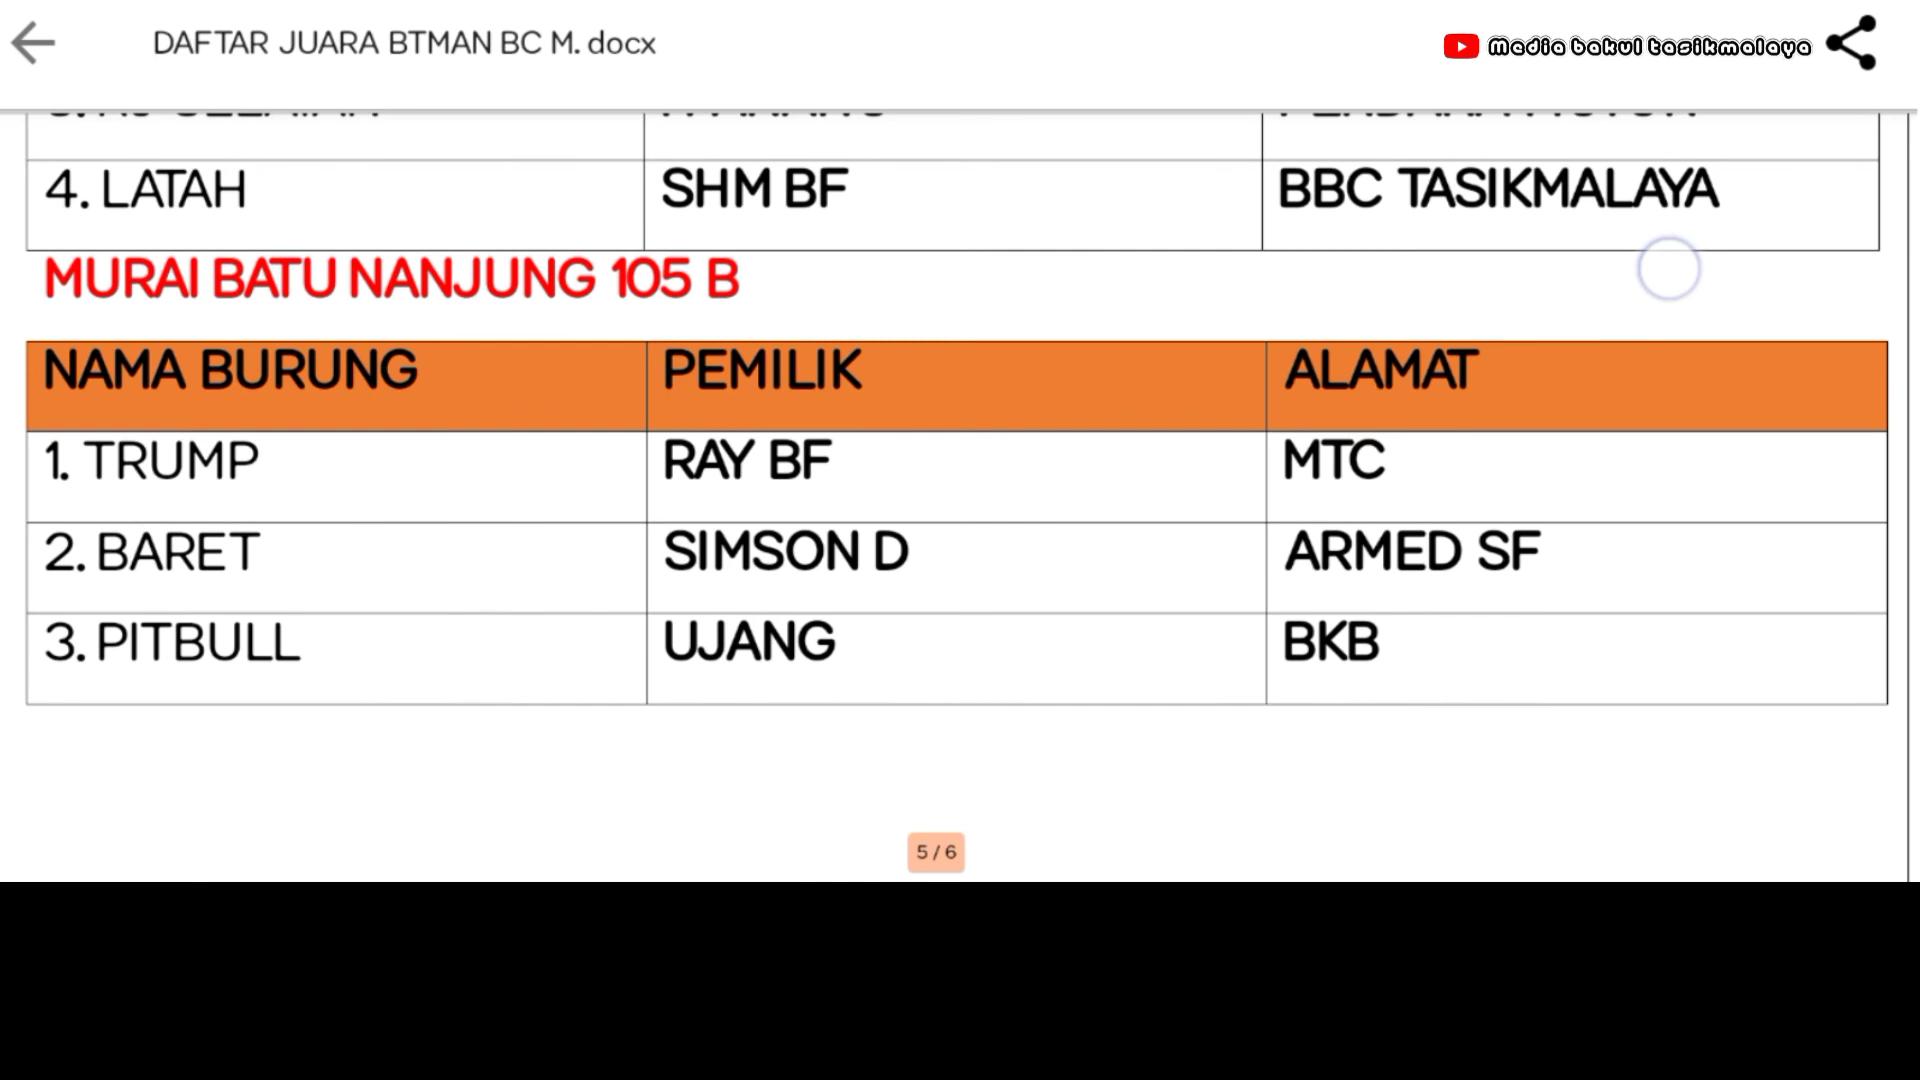 DAFTAR JUARA BTMAN BC M. docx
Media bakul tasikmalaya
4. LATAH SHM BF BBC TASIKMALAYA
MURAI BATU NANJUNG 105 B
NAMA BURUNG PEMILIK ALAMAT
1. TRUMP RAY BF MTC
2. BARET SIMSON D ARMED SF
3. PITBULL UJANG BKB
5 / 6